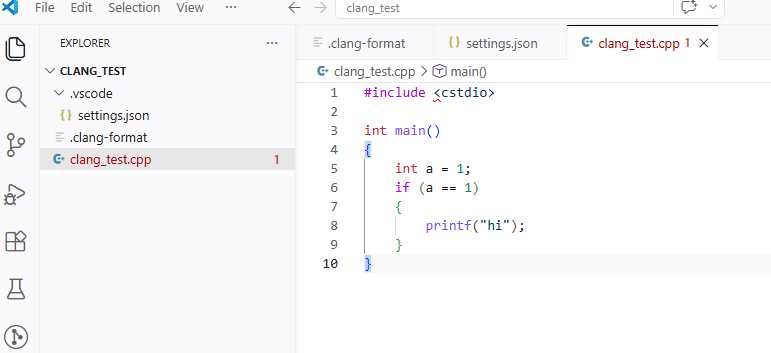 File Edit Selection ··· clang_test
EXPLORER ···
CLANG_TEST
.vscode
{} settings.json
.clang-format
clang_test.cpp 1
.clang-format {} settings.json clang_test.cpp 1
clang_test.cpp > main()
1 #include <cstdio>
2
3 int main()
4 {
5 int a = 1;
6 if (a == 1)
7 {
8 printf("hi");
9 }
10 }